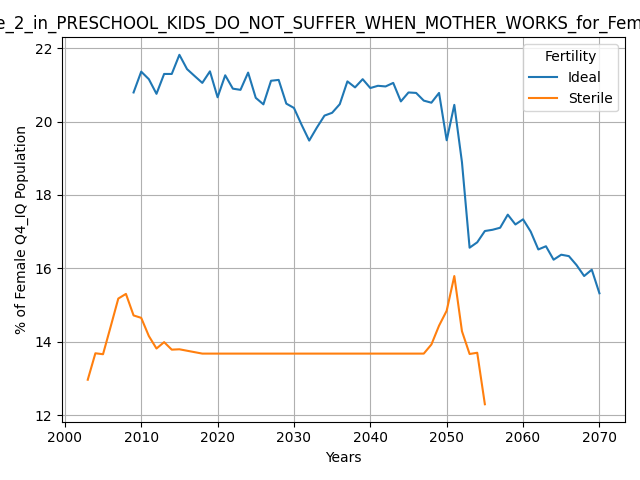 e_2_in_PRESCHOOL_KIDS_DO_NOT_SUFFER_WHEN_MOTHER_WORKS_for_Fem
22
20
18
16
14
12
% of Female Q4_IQ Population
Fertility
Ideal
Sterile
2000 2010 2020 2030 2040 2050 2060 2070
Years